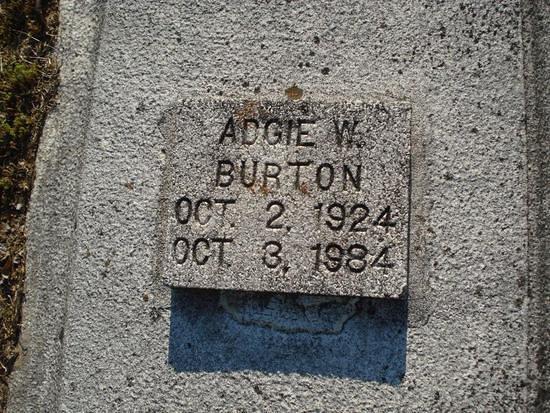 ADGIE W.
BURTON
OCT. 2, 1924
OCT. 3, 1984